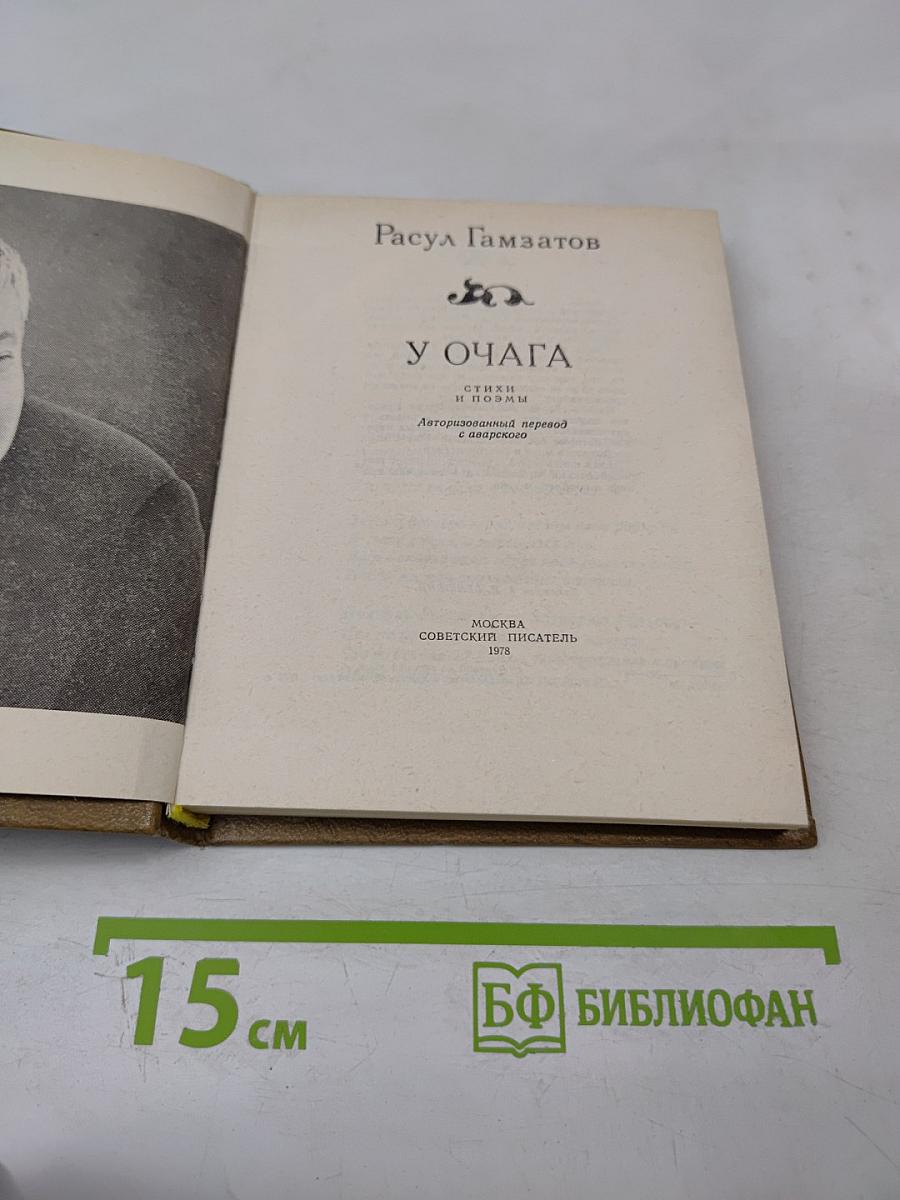 Расул Гамзатов
У ОЧАГА
СТИХИ
И ПОЭМЫ
Авторизованный перевод
с аварского
МОСКВА
СОВЕТСКИЙ ПИСАТЕЛЬ
1978
15 см
БФ БИБЛИОФАН